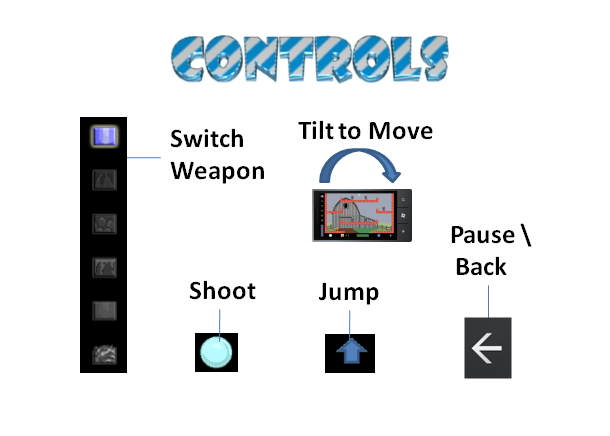 CONTROLS
Switch
Weapon
Tilt to Move
Pause \
Back
Shoot
Jump